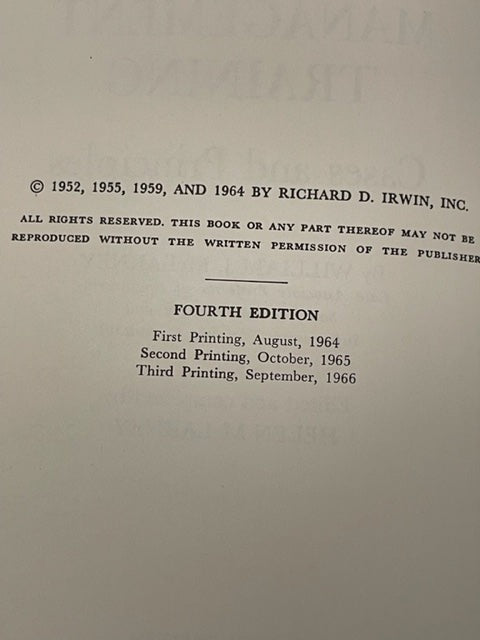 © 1952, 1955, 1959, AND 1964 BY RICHARD D. IRWIN, INC.
ALL RIGHTS RESERVED. THIS BOOK OR ANY PART THEREOF MAY NOT BE
REPRODUCED WITHOUT THE WRITTEN PERMISSION OF THE PUBLISHER
FOURTH EDITION
First Printing, August, 1964
Second Printing, October, 1965
Third Printing, September, 1966